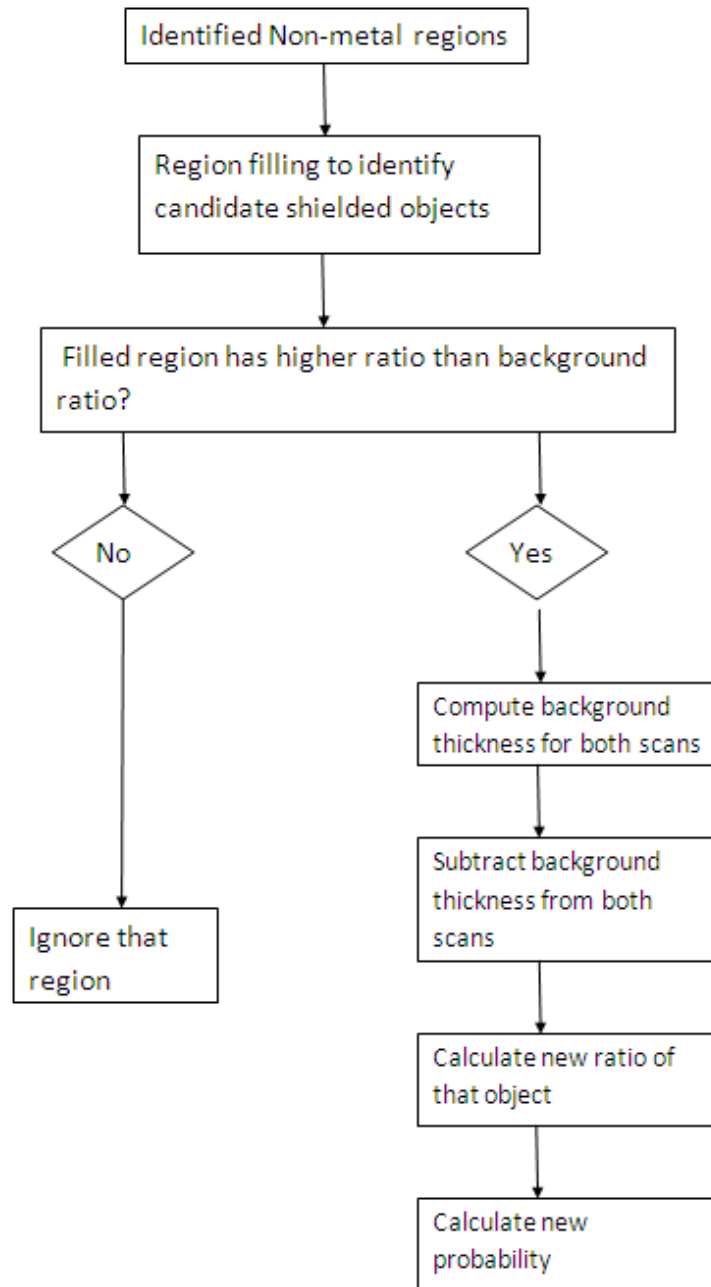 Identified Non-metal regions
Region filling to identify
candidate shielded objects
Filled region has higher ratio than background
ratio?
No
Yes
Compute background
thickness for both scans
Subtract background
thickness from both
scans
Ignore that
region
Calculate new ratio of
that object
Calculate new
probability